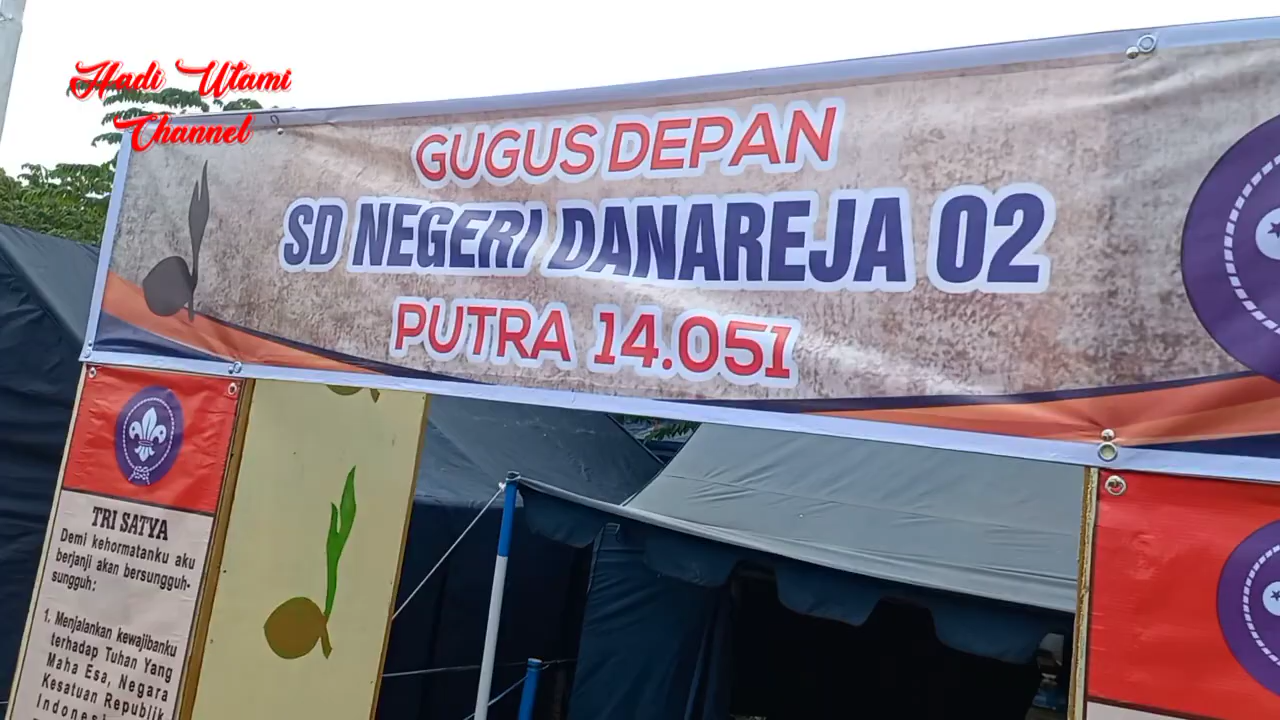 Hadi Utami
Channel
GUGUS DEPAN
SD NEGERI DANAREJA 02
PUTRA 14.051
TRI SATYA
Demi kehormatanku aku
berjanji akan bersungguh-
sungguh:
1. Menjalankan kewajibanku
terhadap Tuhan Yang
Maha Esa, Negara
Kesatuan Republik